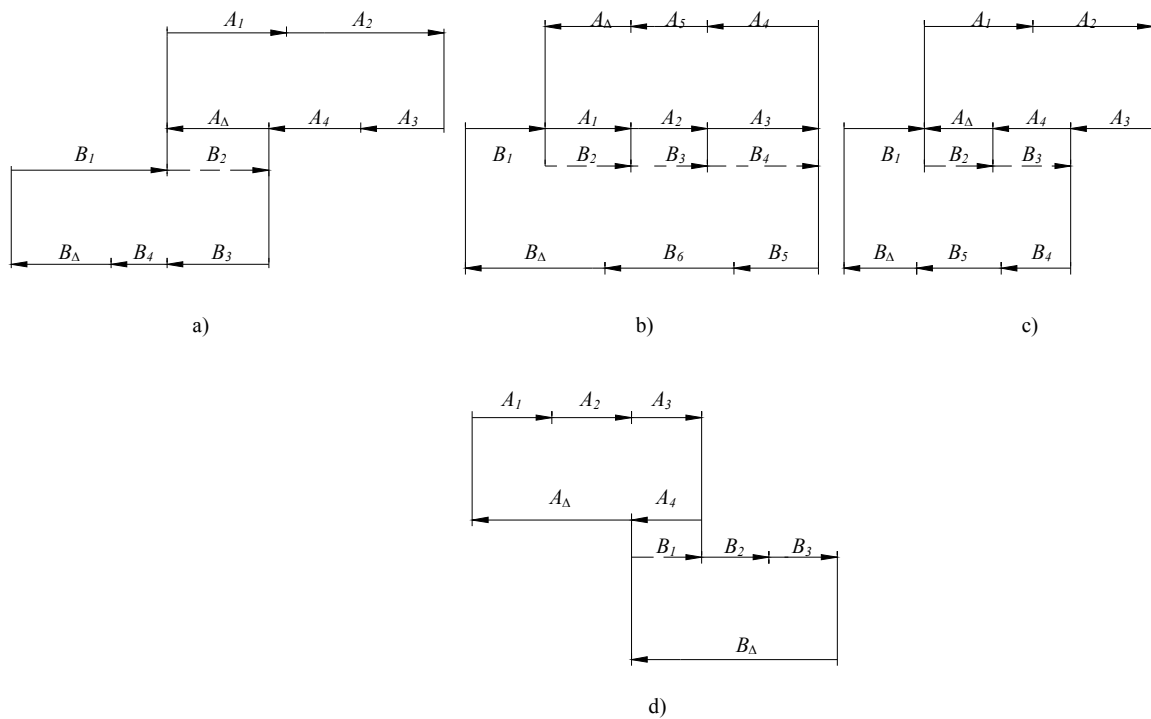 A1 A2 AΔ A5 A4 A1 A2
AΔ A4 A3 A1 A2 A3 AΔ A4 A3
B1 B2 B1 B2 B3 B4 B1 B2 B3
BΔ B4 B3 BΔ B6 B5 BΔ B5 B4
a) b) c)
A1 A2 A3
AΔ A4
B1 B2 B3
BΔ
d)